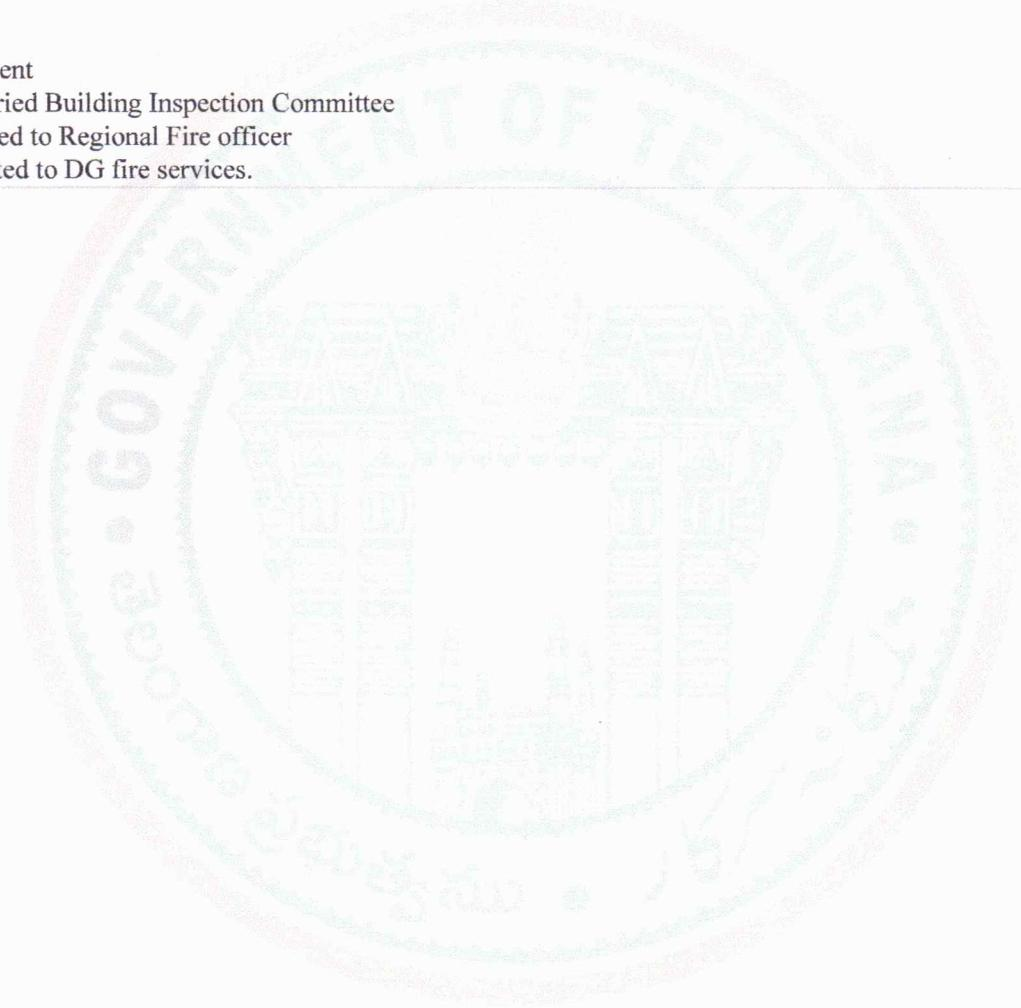 ent
ried Building Inspection Committee
ed to Regional Fire officer
ted to DG fire services.
GOVERNMENT OF TELANGANA